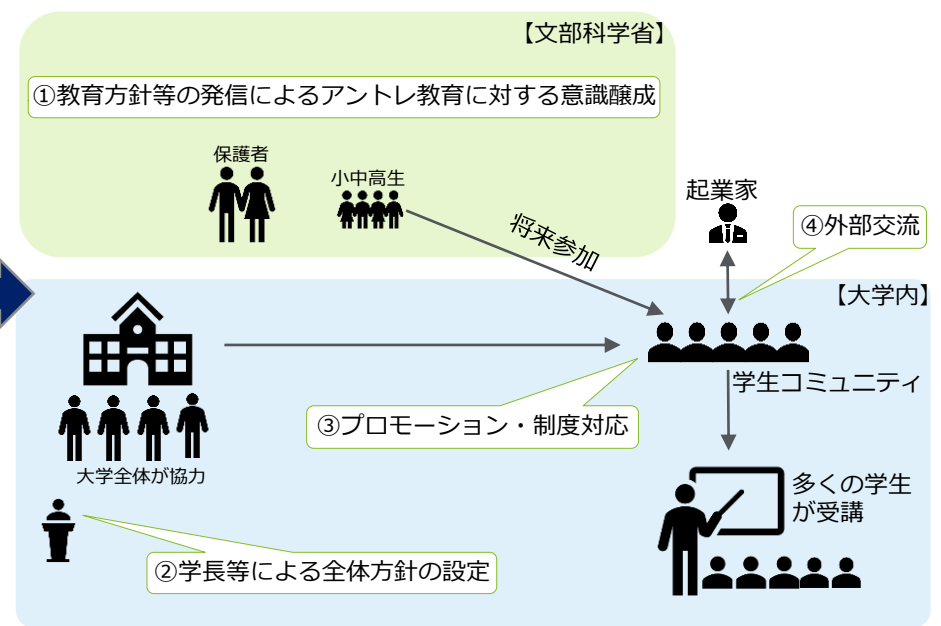 【文部科学省】
①教育方針等の発信によるアントレ教育に対する意識醸成
保護者
小中高生
将来参加
起業家
④外部交流
【大学内】
学生コミュニティ
③プロモーション・制度対応
大学全体が協力
多くの学生
が受講
②学長等による全体方針の設定